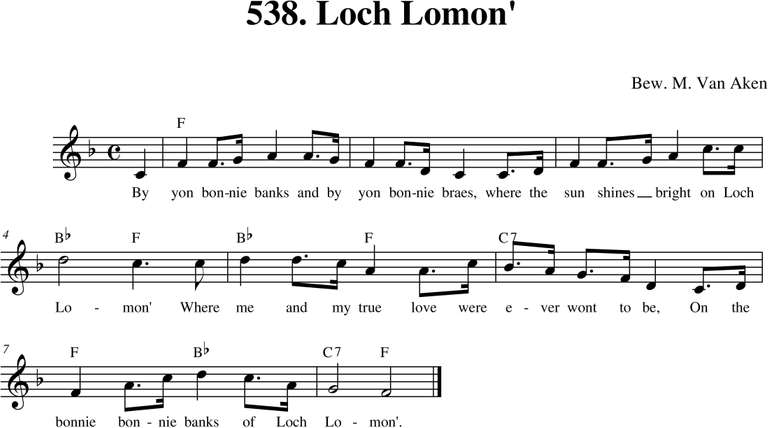 538. Loch Lomon'
Bew. M. Van Aken
F
By yon bon-nie banks and by yon bon-nie braes, where the sun shines bright on Loch
4 B♭ F B♭ F C7
Lo - mon' Where me and my true love were e - ver wont to be, On the
7 F B♭ C7 F
bonnie bon - nie banks of Loch Lo - mon'.